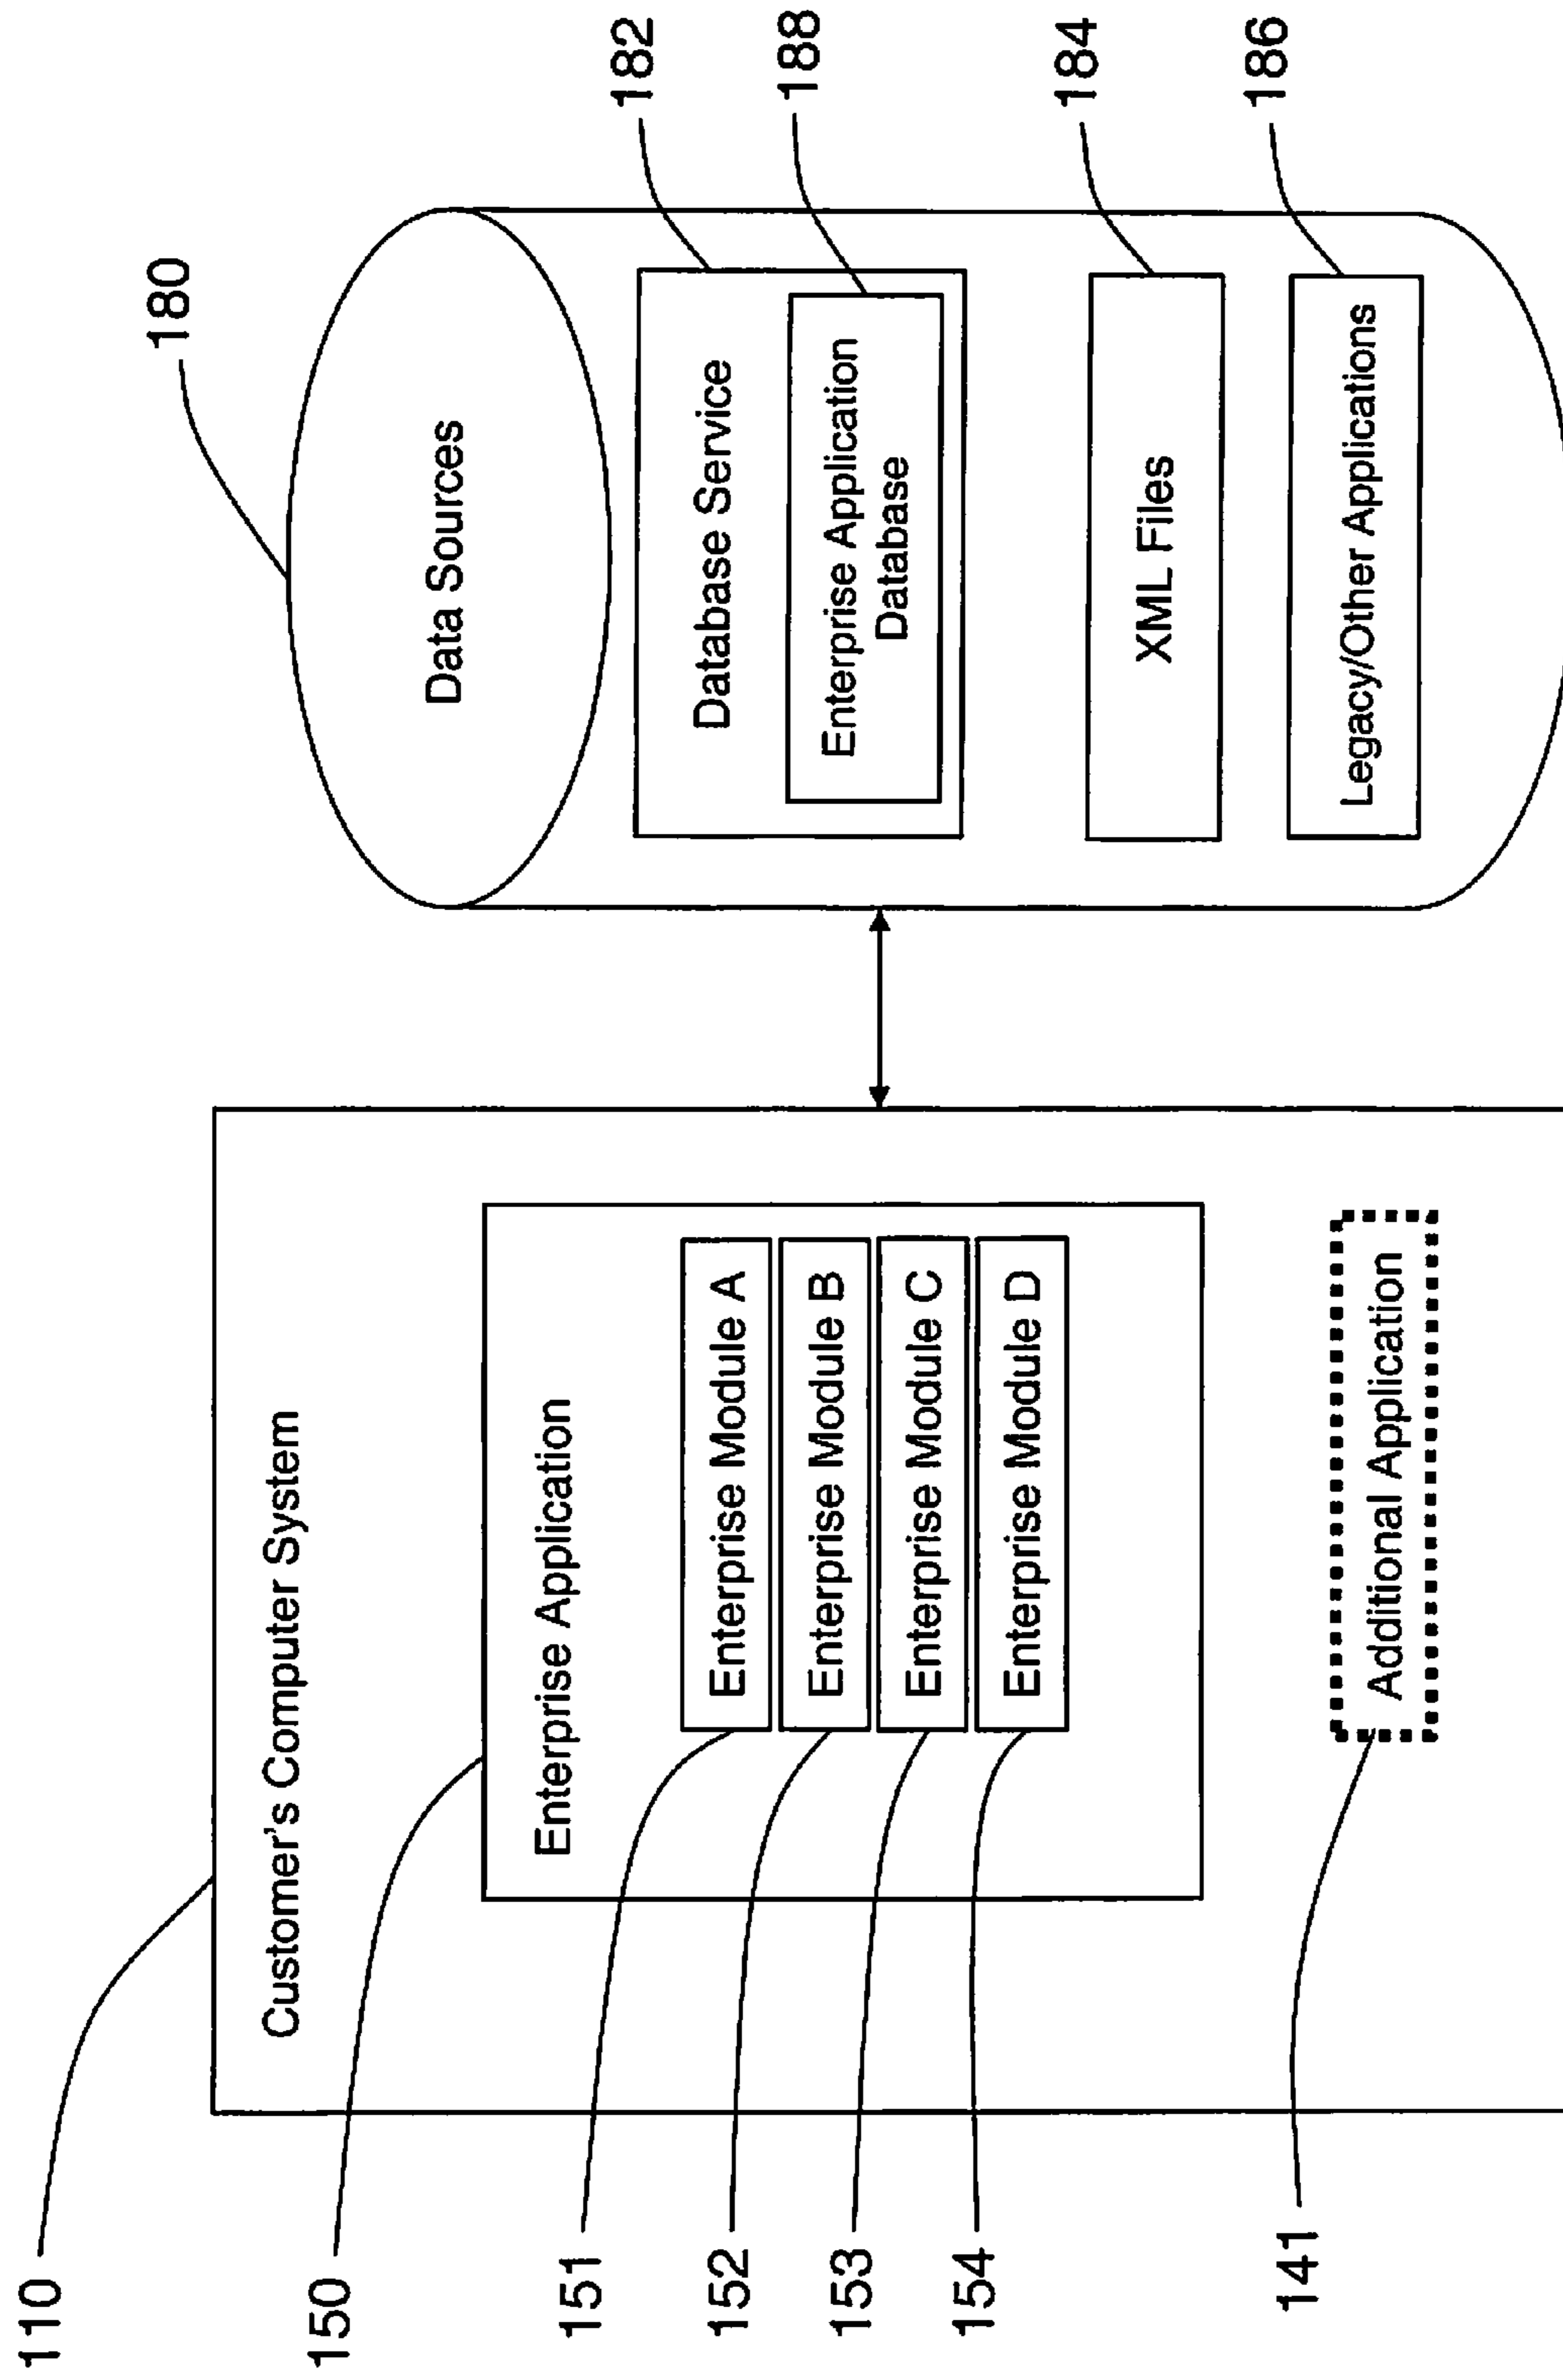 110
Customer's Computer System
150
Enterprise Application
151
Enterprise Module A
152
Enterprise Module B
153
Enterprise Module C
154
Enterprise Module D
141
Additional Application
180
Data Sources
182
Database Service
188
Enterprise Application
Database
184
XML Files
186
Legacy/Other Applications